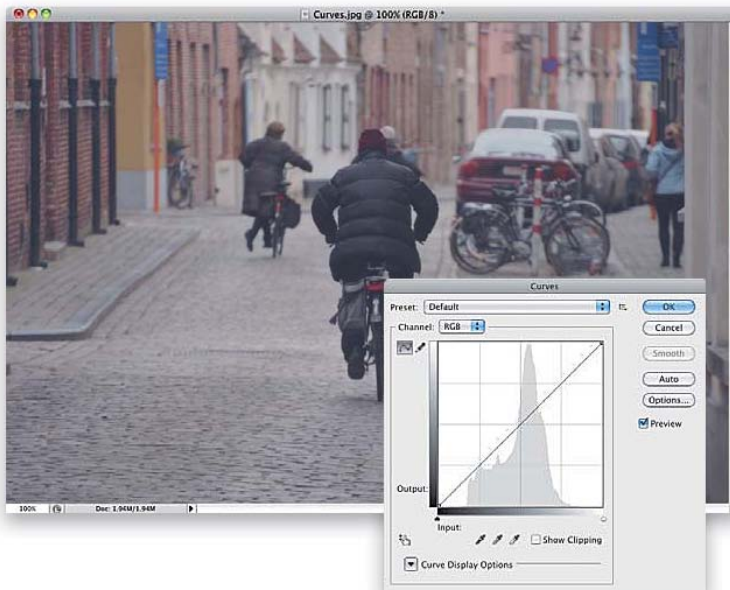 Curves.jpg @ 100% (RGB/8) *
100%
Doc: 1.94M/1.94M
Curves
Preset: Default
OK
Channel: RGB
Cancel
Smooth
Auto
Options...
Preview
Output:
Input:
Show Clipping
Curve Display Options